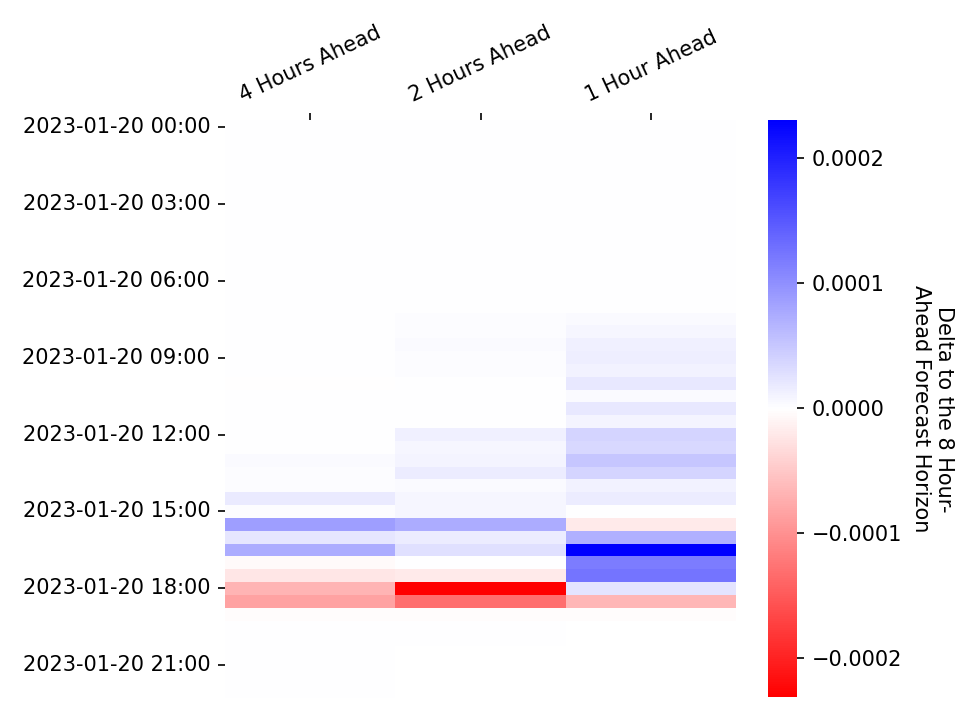 4 Hours Ahead
2 Hours Ahead
1 Hour Ahead
2023-01-20 00:00
2023-01-20 03:00
2023-01-20 06:00
2023-01-20 09:00
2023-01-20 12:00
2023-01-20 15:00
2023-01-20 18:00
2023-01-20 21:00
0.0002
0.0001
0.0000
−0.0001
−0.0002
Delta to the 8 Hour-
Ahead Forecast Horizon